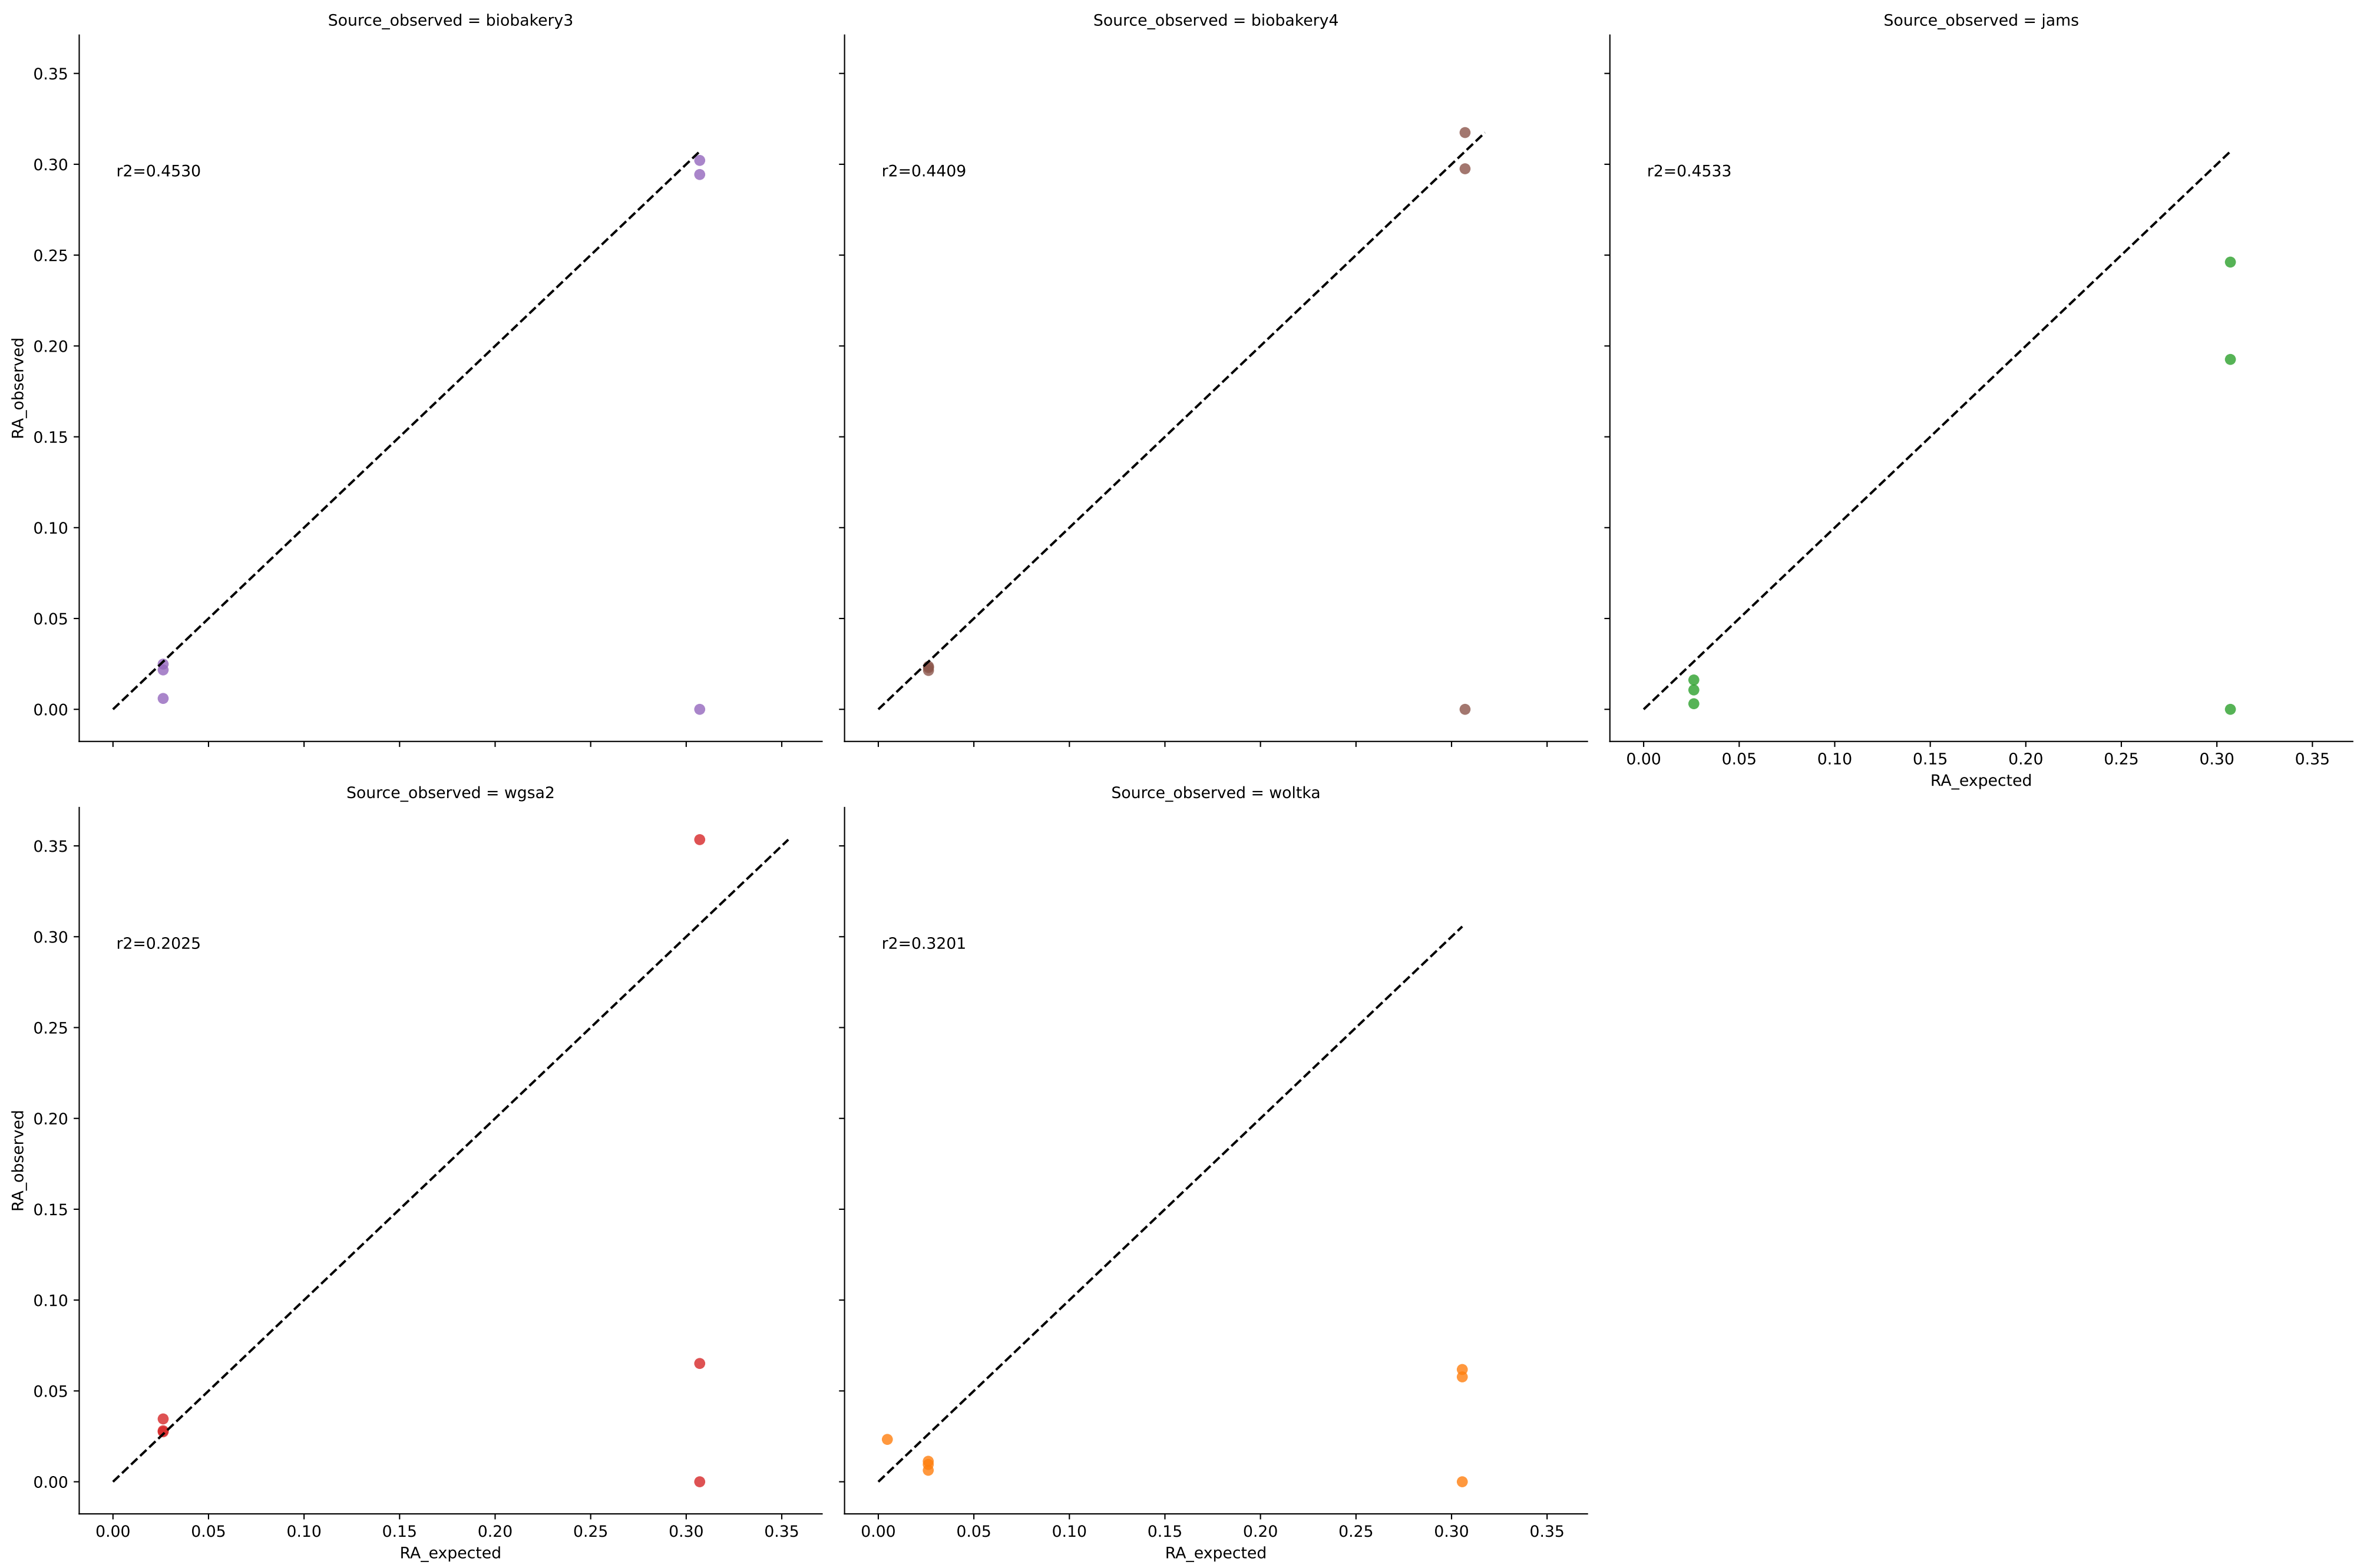 Source_observed = biobakery3
0.35
0.30
0.25
0.20
0.15
0.10
0.05
0.00
RA_observed
r2=0.4530
Source_observed = biobakery4
r2=0.4409
Source_observed = jams
r2=0.4533
0.00 0.05 0.10 0.15 0.20 0.25 0.30 0.35
RA_expected
Source_observed = wgsa2
0.35
0.30
0.25
0.20
0.15
0.10
0.05
0.00
RA_observed
r2=0.2025
0.00 0.05 0.10 0.15 0.20 0.25 0.30 0.35
RA_expected
Source_observed = woltka
r2=0.3201
0.00 0.05 0.10 0.15 0.20 0.25 0.30 0.35
RA_expected